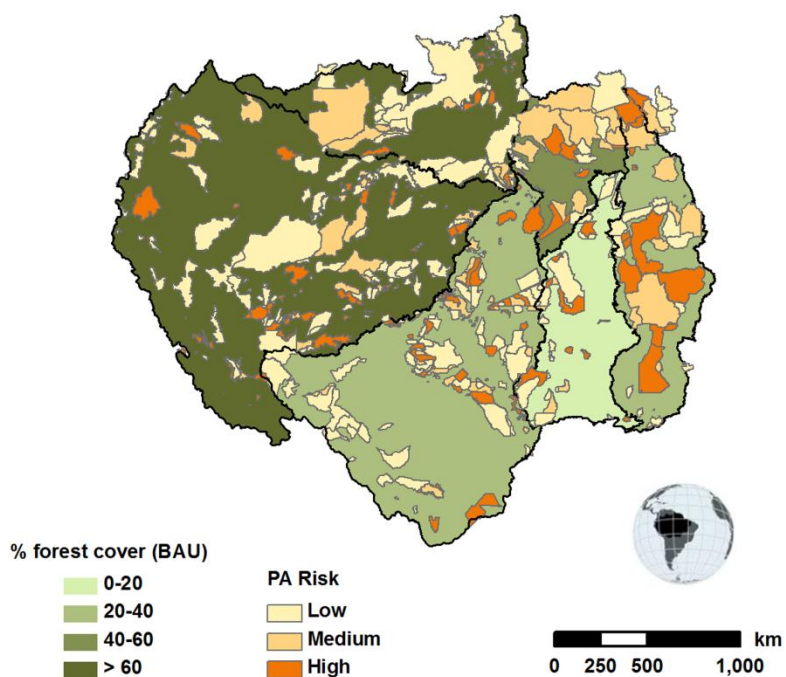 % forest cover (BAU)
0-20
20-40
40-60
> 60
PA Risk
Low
Medium
High
km
0 250 500 1,000